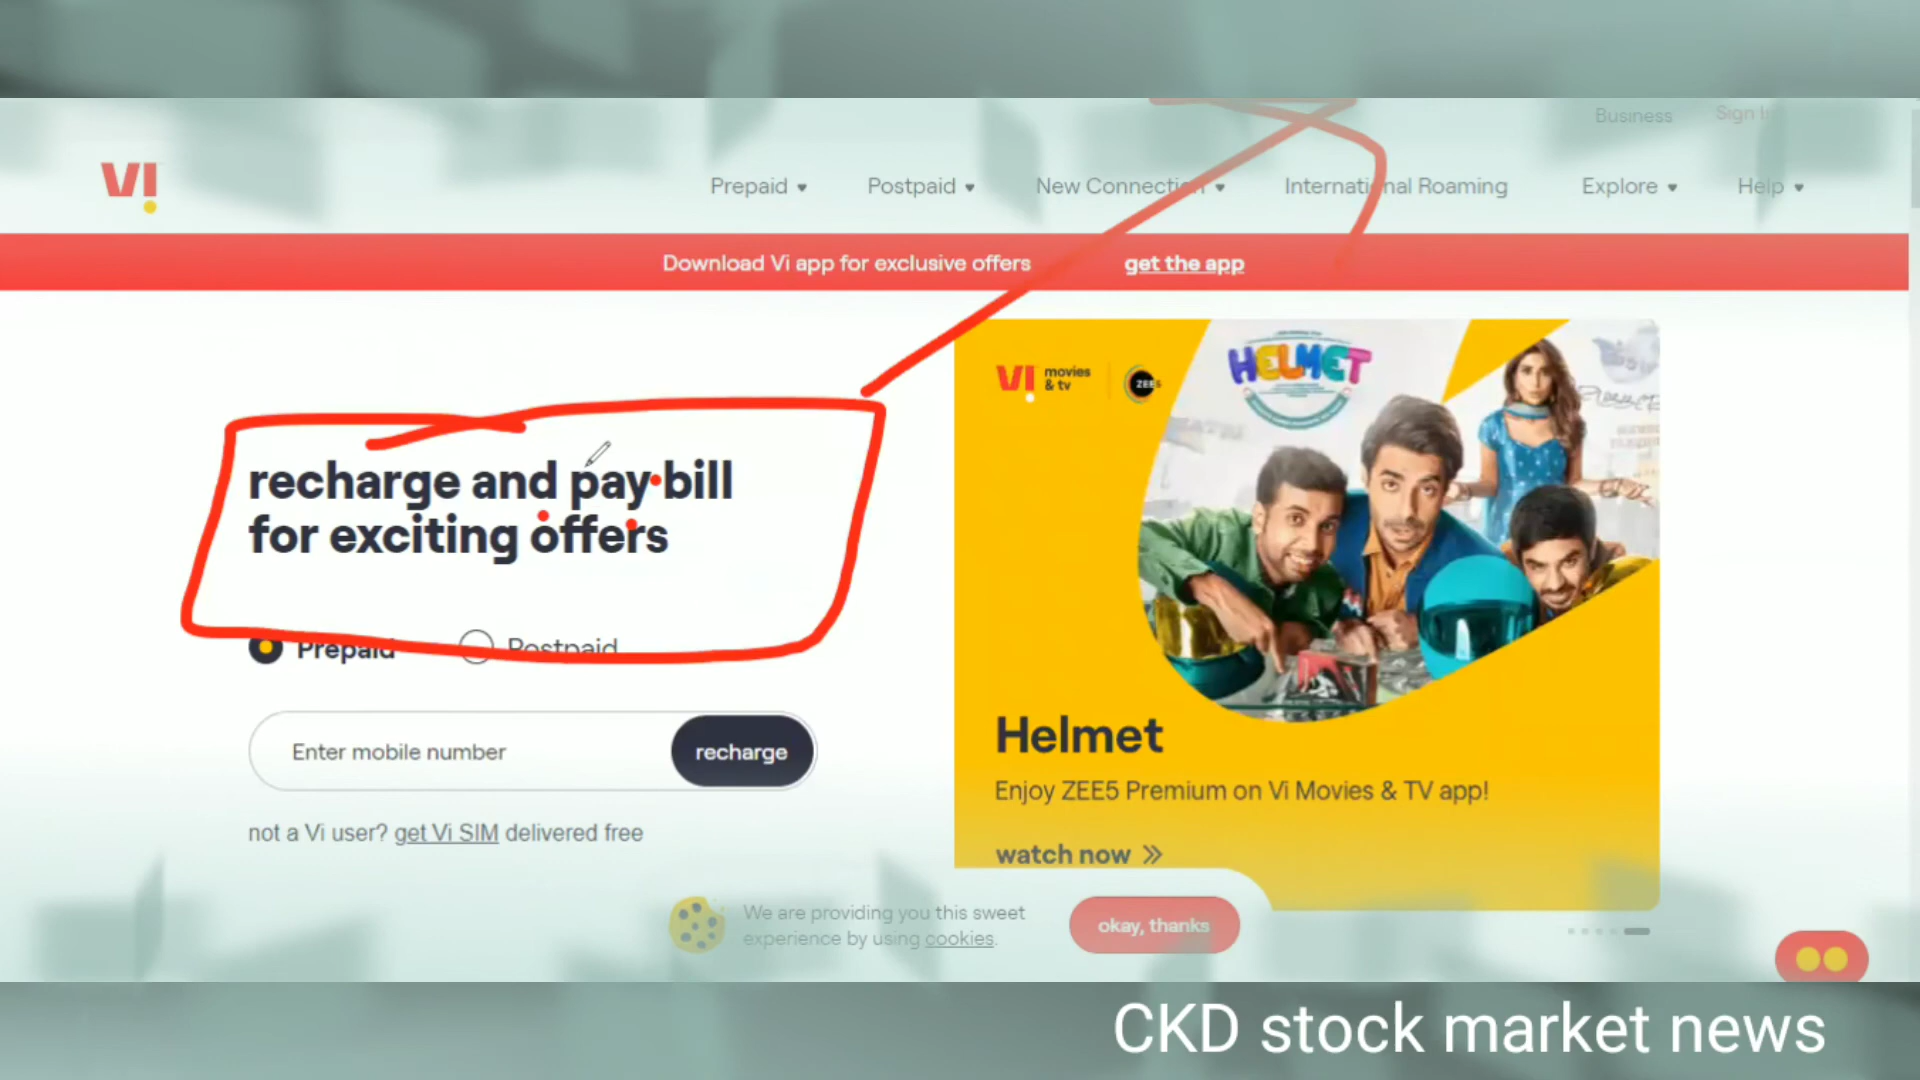 Business Sign In
VI
Prepaid Postpaid New Connection International Roaming Explore Help
Download Vi app for exclusive offers get the app
VI movies & tv ZEE5
HELMET
recharge and pay bill
for exciting offers
Prepaid Postpaid
Enter mobile number recharge
not a Vi user? get Vi SIM delivered free
Helmet
Enjoy ZEE5 Premium on Vi Movies & TV app!
watch now
We are providing you this sweet
experience by using cookies.
okay, thanks
CKD stock market news